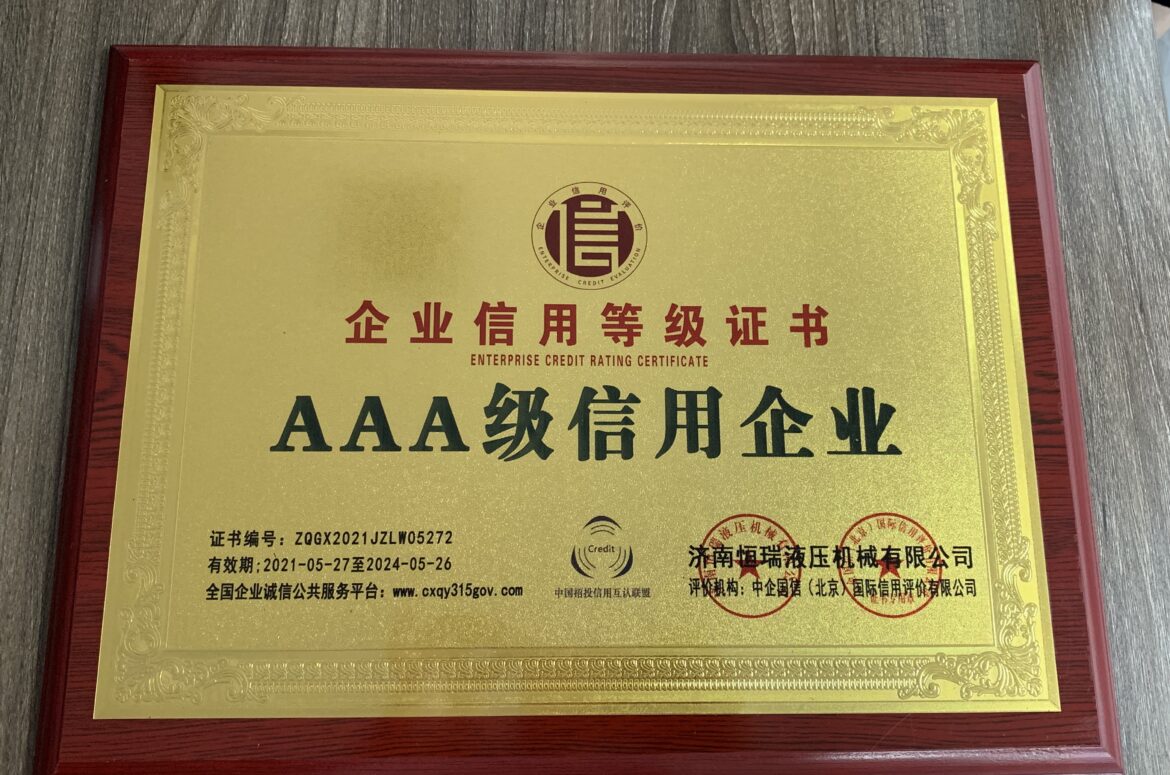 企业信用评价
信
ENTERPRISE CREDIT EVALUATION
企业信用等级证书
ENTERPRISE CREDIT RATING CERTIFICATE
AAA级信用企业
证书编号：ZQGX2021JZLW05272
有效期：2021-05-27至2024-05-26
全国企业诚信公共服务平台：www.cxqy315gov.com
Credit
中国招投信用互认联盟
济南恒瑞液压机械有限公司
评价机构：中企国信（北京）国际信用评价有限公司